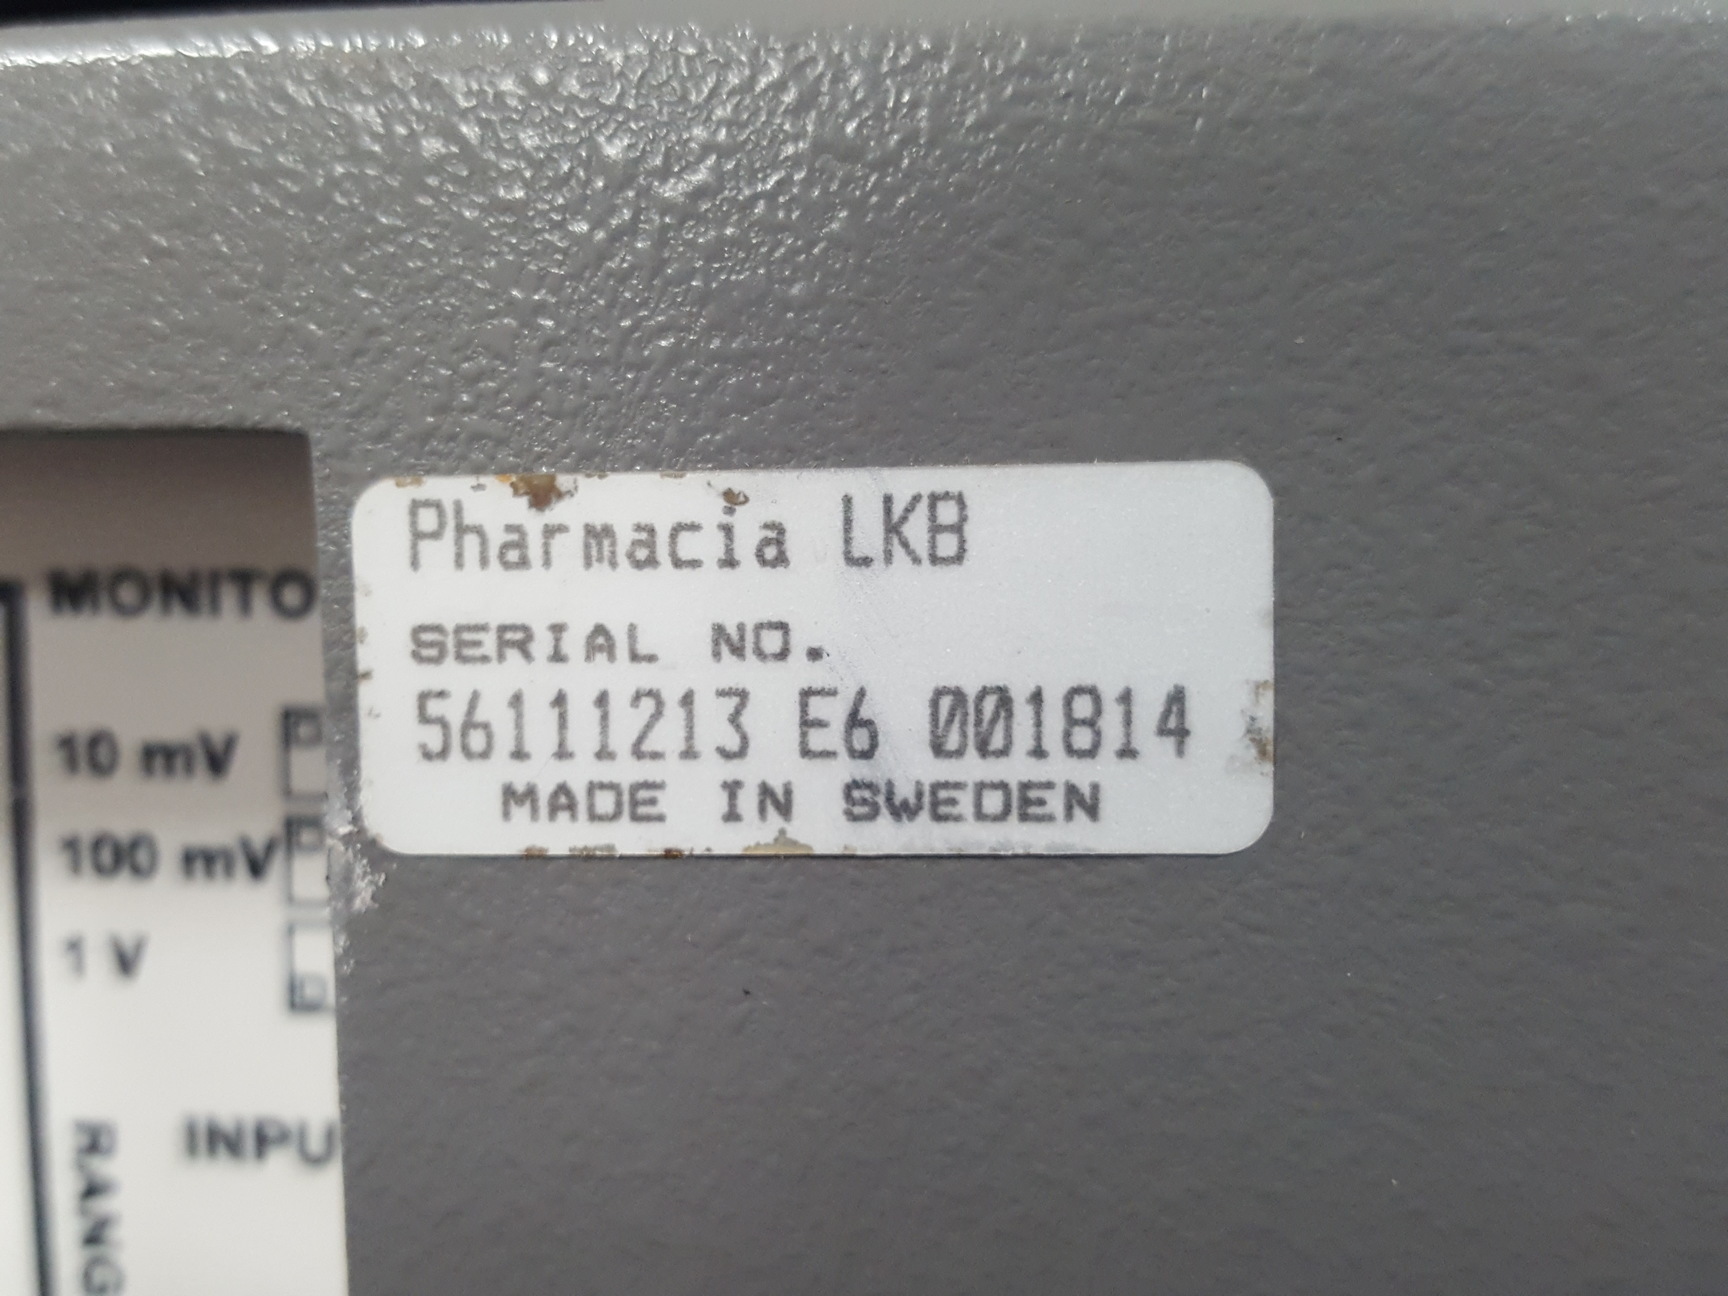 Pharmacia LKB
SERIAL NO.
56111213 E6 001814
MADE IN SWEDEN
MONITO
10 mV
100 mV
1 V
INPU
RANG